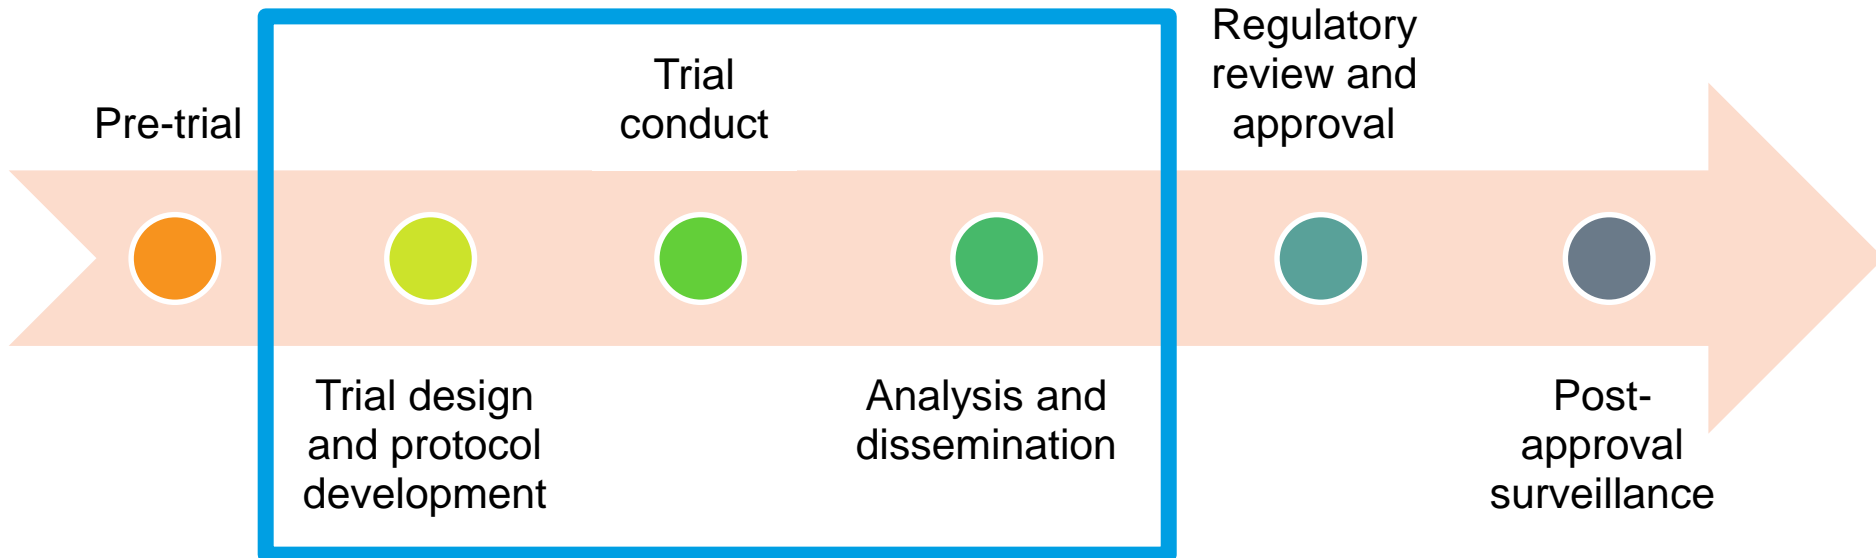 Pre-trial
Trial design
and protocol
development
Trial
conduct
Analysis and
dissemination
Regulatory
review and
approval
Post-
approval
surveillance